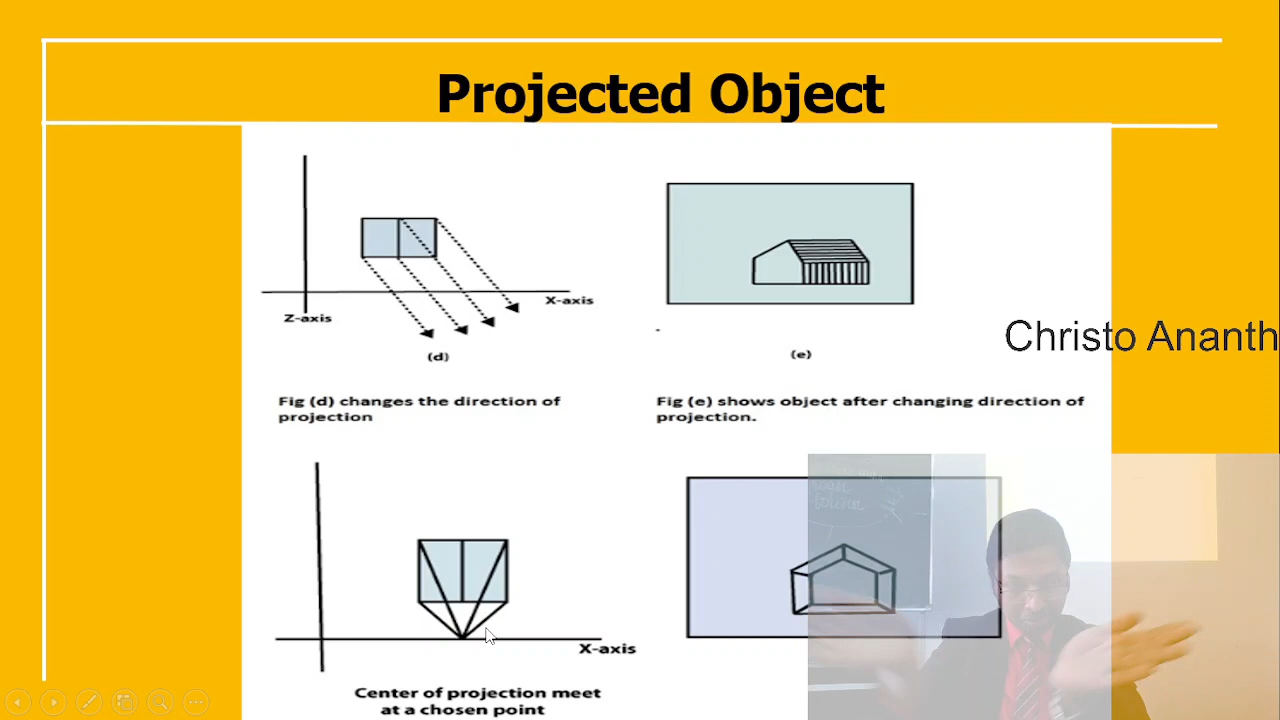 Projected Object
X-axis
Z-axis
(d)
(e)
Christo Ananth
Fig (d) changes the direction of
projection
Fig (e) shows object after changing direction of
projection.
X-axis
Center of projection meet
at a chosen point